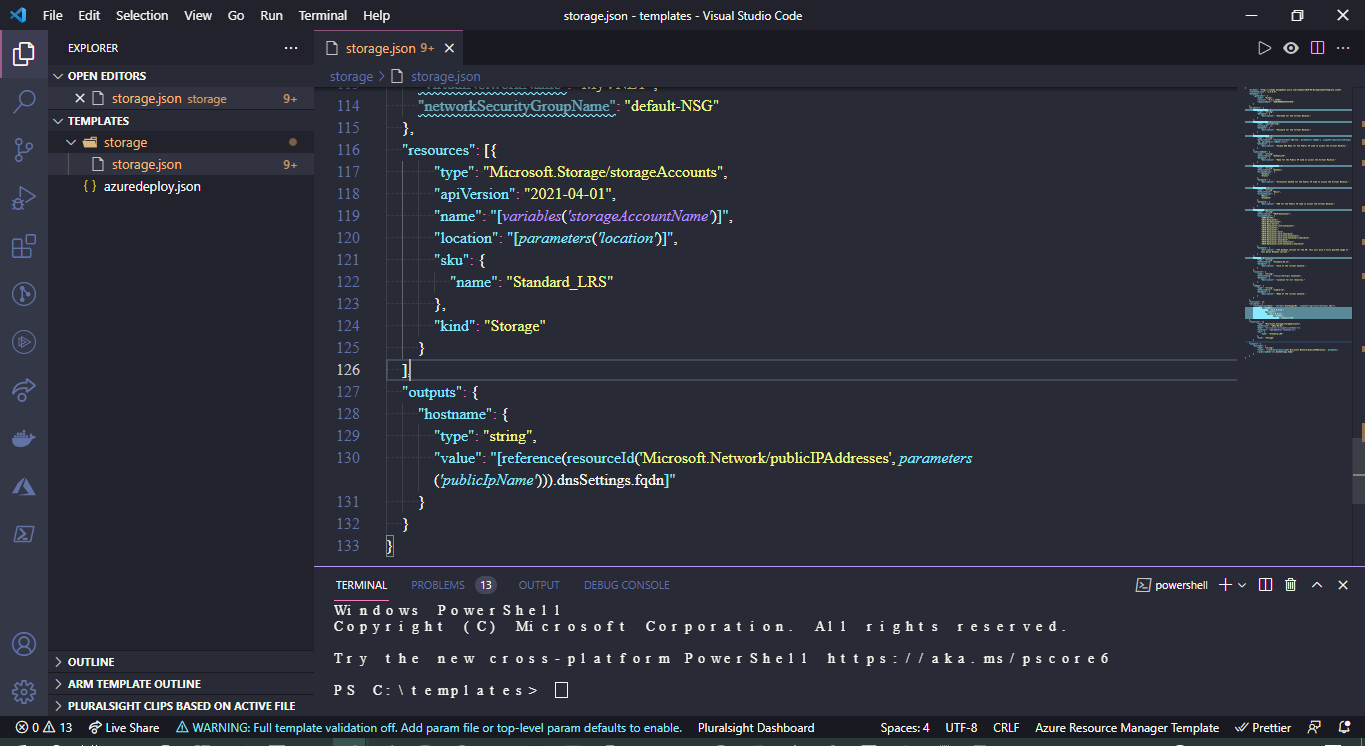 File Edit Selection View Go Run Terminal Help storage.json - templates - Visual Studio Code
EXPLORER
storage.json 9+
OPEN EDITORS
storage.json storage 9+
TEMPLATES
storage
storage.json 9+
azuredeploy.json
OUTLINE
ARM TEMPLATE OUTLINE
PLURALSIGHT CLIPS BASED ON ACTIVE FILE
storage > storage.json
114 "networkSecurityGroupName": "default-NSG"
115 },
116 "resources": [{
117 "type": "Microsoft.Storage/storageAccounts",
118 "apiVersion": "2021-04-01",
119 "name": "[variables('storageAccountName')]",
120 "location": "[parameters('location')]",
121 "sku": {
122 "name": "Standard_LRS"
123 },
124 "kind": "Storage"
125 }
126 ],
127 "outputs": {
128 "hostname": {
129 "type": "string",
130 "value": "[reference(resourceId('Microsoft.Network/publicIPAddresses', parameters
('publicIpName'))).dnsSettings.fqdn]"
131 }
132 }
133 }
TERMINAL PROBLEMS 13 OUTPUT DEBUG CONSOLE powershell
Windows PowerShell
Copyright (C) Microsoft Corporation. All rights reserved.
Try the new cross-platform PowerShell https://aka.ms/pscore6
PS C:\templates>
0 13 Live Share WARNING: Full template validation off. Add param file or top-level param defaults to enable. Pluralsight Dashboard Spaces: 4 UTF-8 CRLF Azure Resource Manager Template Prettier